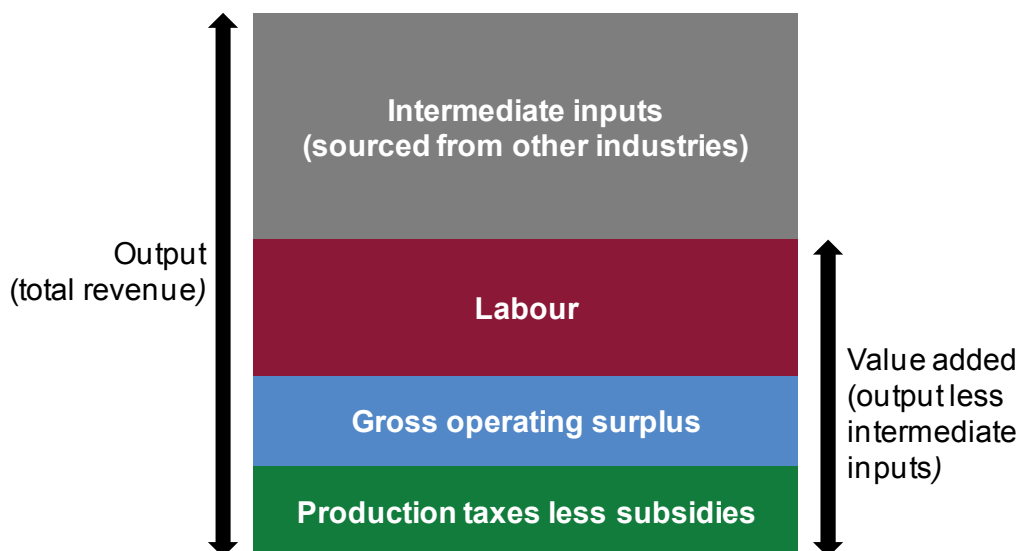 Intermediate inputs
(sourced from other industries)
Output
(total revenue)
Labour
Value added
(output less
intermediate
inputs)
Gross operating surplus
Production taxes less subsidies